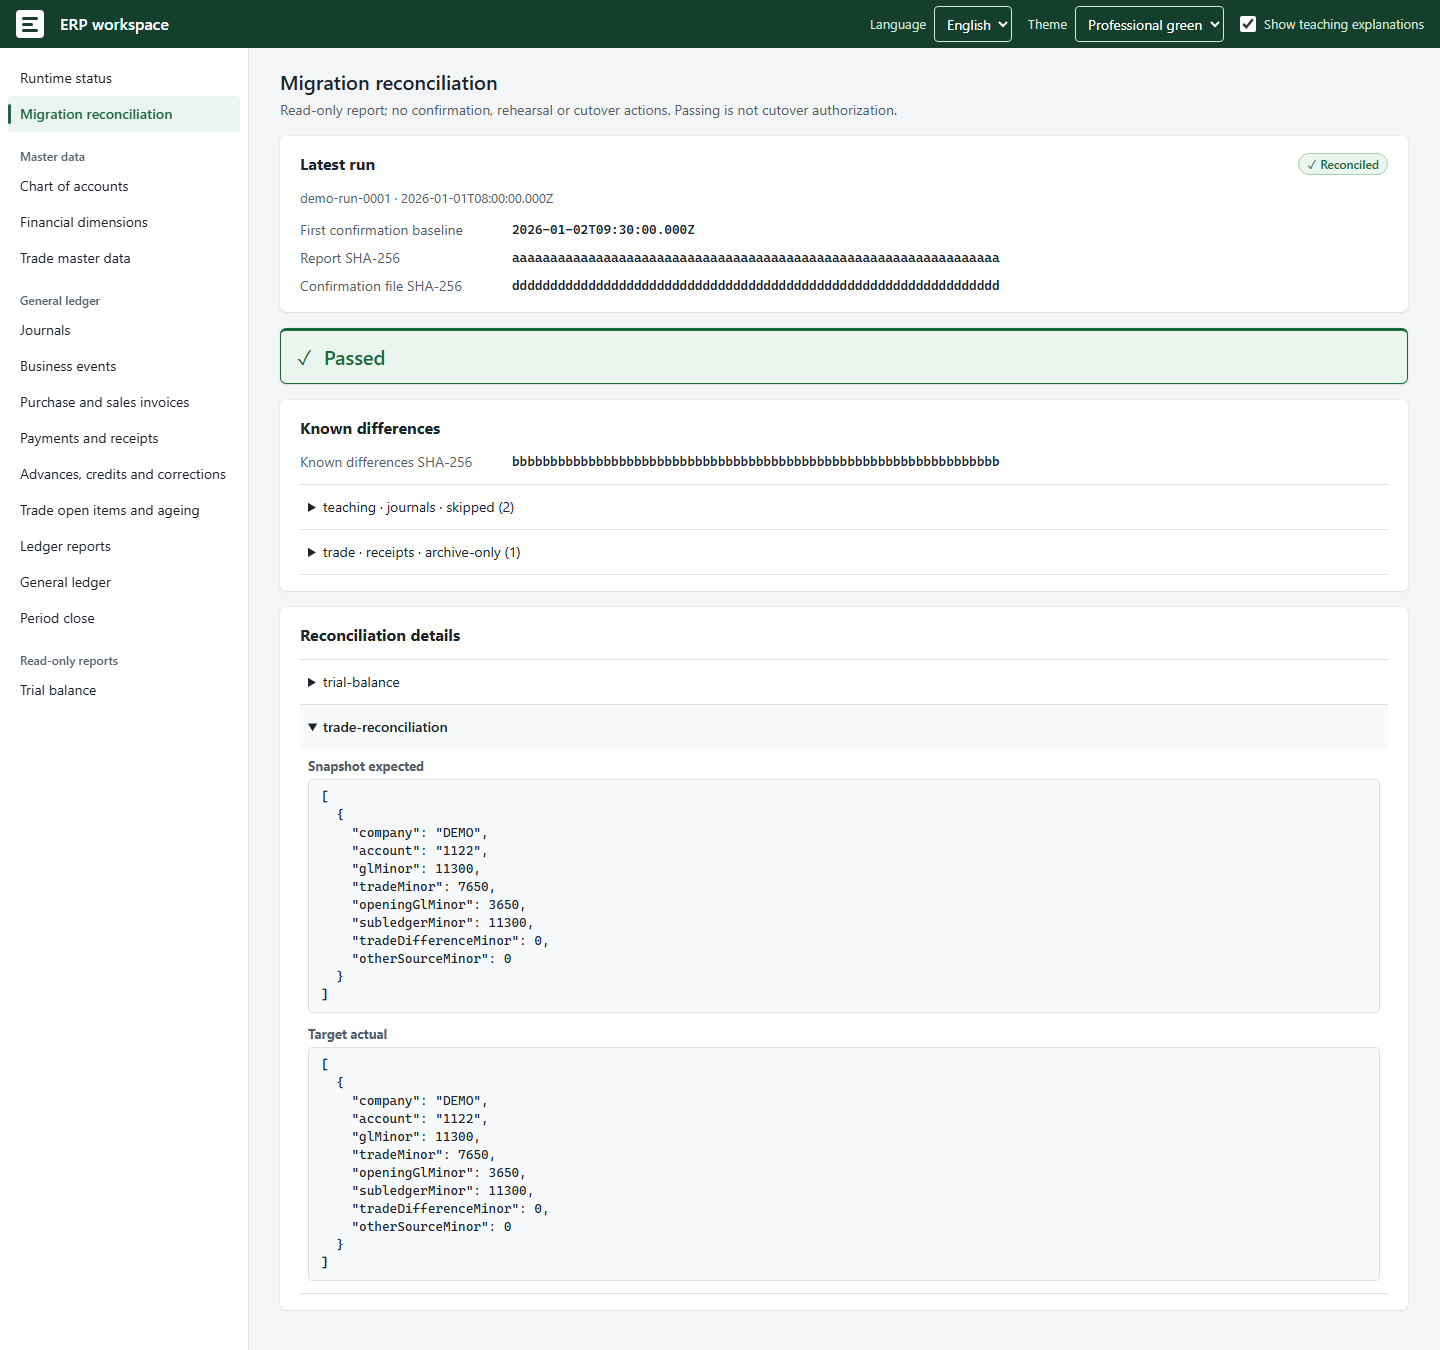 ERP workspace
Language English Theme Professional green Show teaching explanations
Runtime status
Migration reconciliation
Master data
Chart of accounts
Financial dimensions
Trade master data
General ledger
Journals
Business events
Purchase and sales invoices
Payments and receipts
Advances, credits and corrections
Trade open items and ageing
Ledger reports
General ledger
Period close
Read-only reports
Trial balance
Migration reconciliation
Read-only report; no confirmation, rehearsal or cutover actions. Passing is not cutover authorization.
Latest run
✓ Reconciled
demo-run-0001 · 2026-01-01T08:00:00.000Z
First confirmation baseline 2026-01-02T09:30:00.000Z
Report SHA-256 aaaaaaaaaaaaaaaaaaaaaaaaaaaaaaaaaaaaaaaaaaaaaaaaaaaaaaaaaaaaaaaa
Confirmation file SHA-256 dddddddddddddddddddddddddddddddddddddddddddddddddddddddddddddddd
✓ Passed
Known differences
Known differences SHA-256 bbbbbbbbbbbbbbbbbbbbbbbbbbbbbbbbbbbbbbbbbbbbbbbbbbbbbbbbbbbbbbbb
▶ teaching · journals · skipped (2)
▶ trade · receipts · archive-only (1)
Reconciliation details
▶ trial-balance
▼ trade-reconciliation
Snapshot expected
[
{
"company": "DEMO",
"account": "1122",
"glMinor": 11300,
"tradeMinor": 7650,
"openingGlMinor": 3650,
"subledgerMinor": 11300,
"tradeDifferenceMinor": 0,
"otherSourceMinor": 0
}
]
Target actual
[
{
"company": "DEMO",
"account": "1122",
"glMinor": 11300,
"tradeMinor": 7650,
"openingGlMinor": 3650,
"subledgerMinor": 11300,
"tradeDifferenceMinor": 0,
"otherSourceMinor": 0
}
]